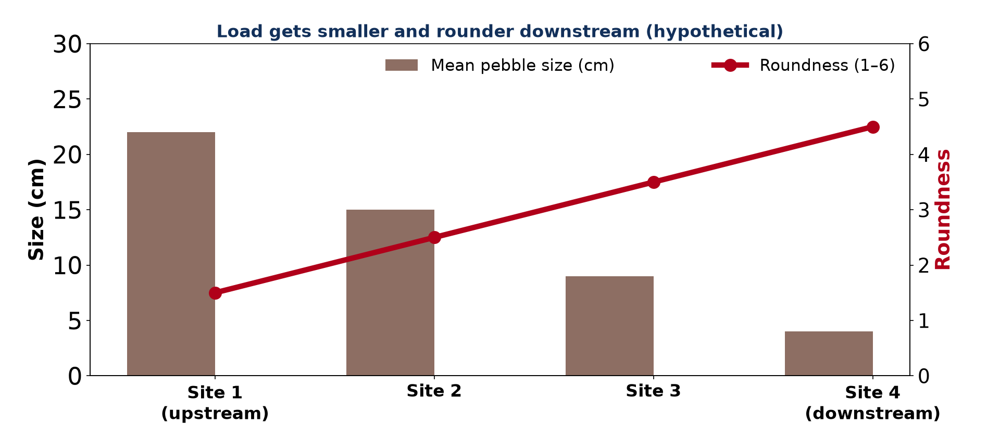 Load gets smaller and rounder downstream (hypothetical)
Mean pebble size (cm)
Roundness (1–6)
Size (cm)
30
25
20
15
10
5
0
6
5
4
3
2
1
0
Roundness
Site 1
(upstream)
Site 2
Site 3
Site 4
(downstream)